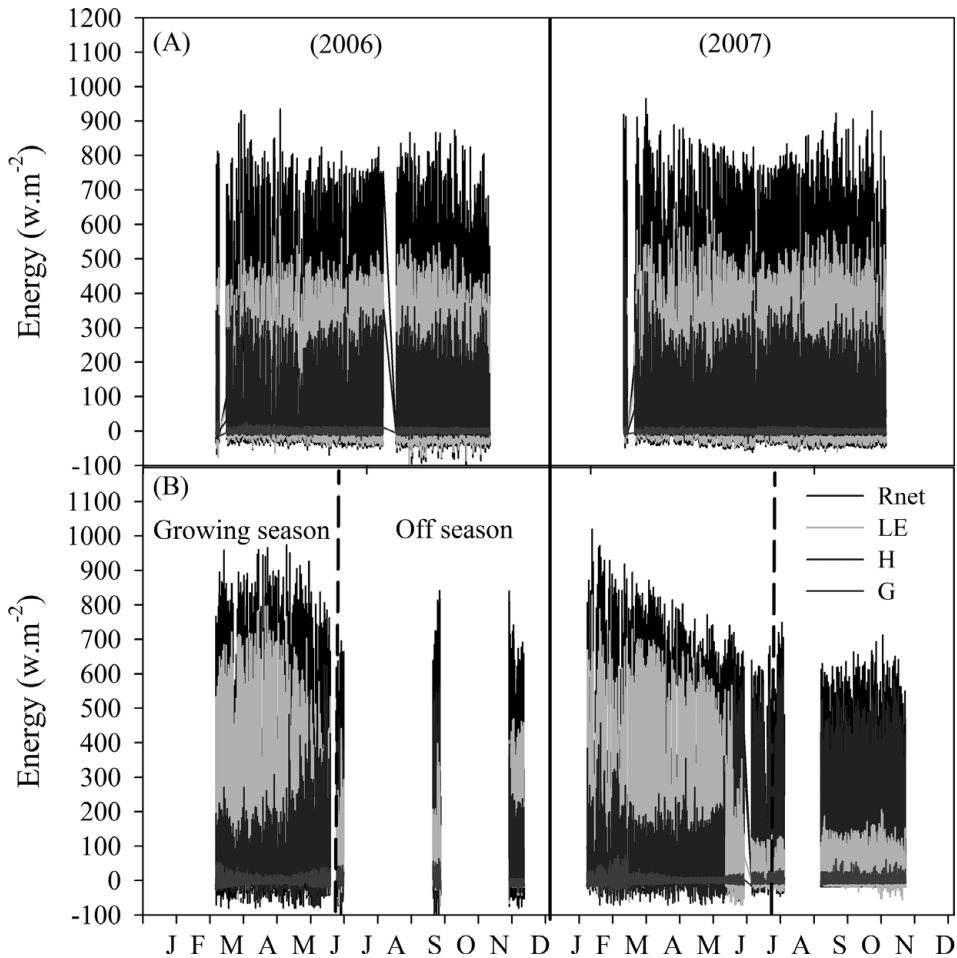 1200
(A)
(2006)
(2007)
1100
1000
900
800
700
600
500
400
300
200
100
0
-100
Energy (w.m-2)
(B)
1100
1000
900
800
700
600
500
400
300
200
100
0
-100
Energy (w.m-2)
Growing season
Off season
Rnet
LE
H
G
J F M A M J J A S O N D J F M A M J J A S O N D